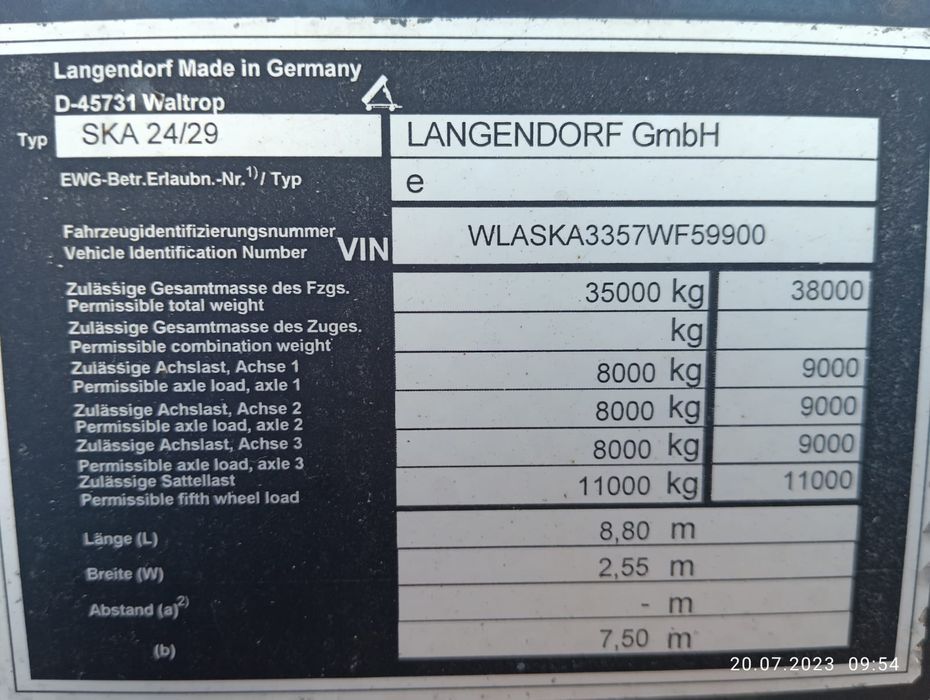 Langendorf Made in Germany
D-45731 Waltrop
Typ SKA 24/29 LANGENDORF GmbH
EWG-Betr.Erlaubn.-Nr.1) / Typ e
Fahrzeugidentifizierungsnummer
Vehicle Identification Number VIN WLASKA3357WF59900
Zulässige Gesamtmasse des Fzgs. 35000 kg 38000
Permissible total weight
Zulässige Gesamtmasse des Zuges. kg
Permissible combination weight
Zulässige Achslast, Achse 1 8000 kg 9000
Permissible axle load, axle 1
Zulässige Achslast, Achse 2 8000 kg 9000
Permissible axle load, axle 2
Zulässige Achslast, Achse 3 8000 kg 9000
Permissible axle load, axle 3
Zulässige Sattellast 11000 kg 11000
Permissible fifth wheel load
Länge (L) 8,80 m
Breite (W) 2,55 m
Abstand (a)2) - m
(b) 7,50 m
20.07.2023 09:54